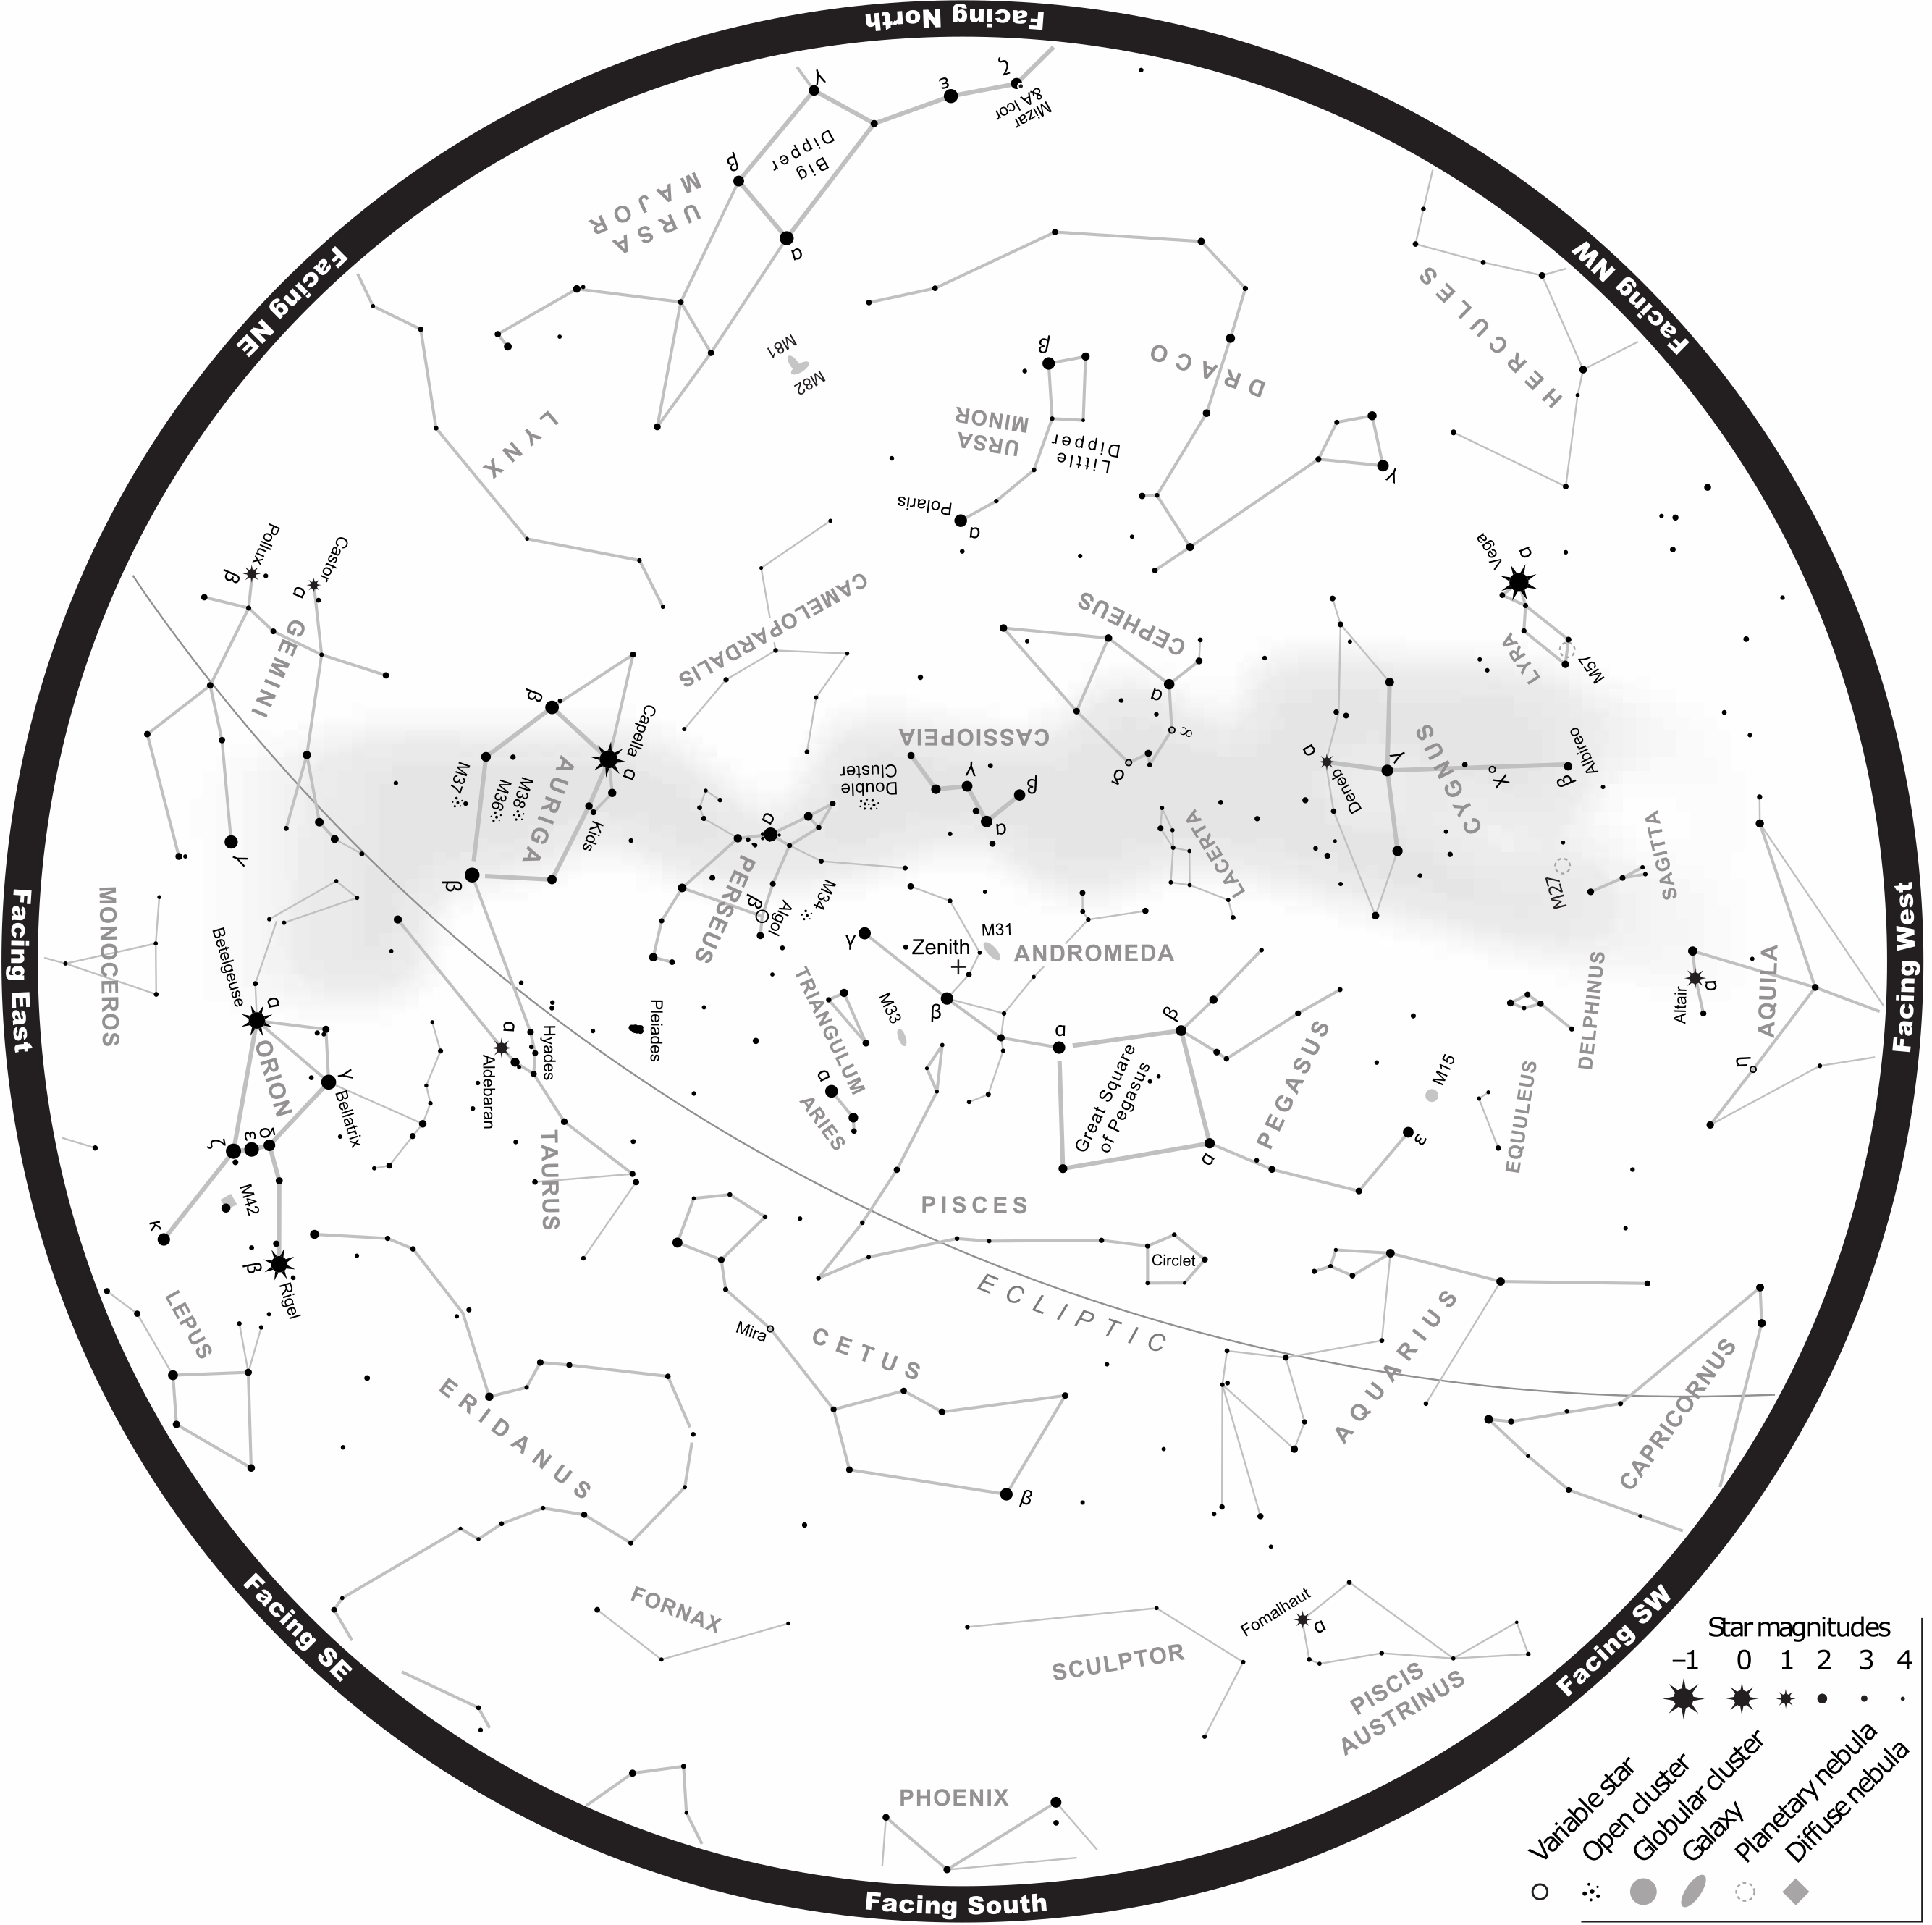 Facing North
γ
ε
ζ
Mizar
&Alcor
Big
Dipper
β
α
URSA
MAJOR
Facing NE
Facing NW
HERCULES
LYNX
M81
M82
β
DRACO
URSA
MINOR
Little
Dipper
γ
Polaris
α
Pollux
β
Castor
α
GEMINI
Vega
α
CAMELOPARDALIS
CEPHEUS
LYRA
M57
β
Capella
α
α
CASSIOPEIA
δ
α
γ
CYGNUS
Albireo
β
χ
Deneb
M37
M36
M38
AURIGA
Kids
Double
Cluster
γ
β
α
γ
β
α
PERSEUS
β
Algol
M34
LACERTA
M27
SAGITTA
Facing East
MONOCEROS
Betelgeuse
α
γ
Zenith
M31
ANDROMEDA
DELPHINUS
Altair
α
AQUILA
Facing West
ORION
γ
Bellatrix
α
Aldebaran
Hyades
Pleiades
TRIANGULUM
M33
β
α
β
Great Square
of Pegasus
PEGASUS
M15
η
EQUULEUS
α
ARIES
ζ
ε
δ
TAURUS
α
ε
M42
κ
PISCES
Circlet
β
Rigel
LEPUS
ECLIPTIC
Mira
CETUS
AQUARIUS
CAPRICORNUS
ERIDANUS
β
FORNAX
Fomalhaut
α
SCULPTOR
PISCIS
AUSTRINUS
Facing SE
Facing SW
PHOENIX
Facing South
Star magnitudes
–1 0 1 2 3 4
Variable star
Open cluster
Globular cluster
Galaxy
Planetary nebula
Diffuse nebula